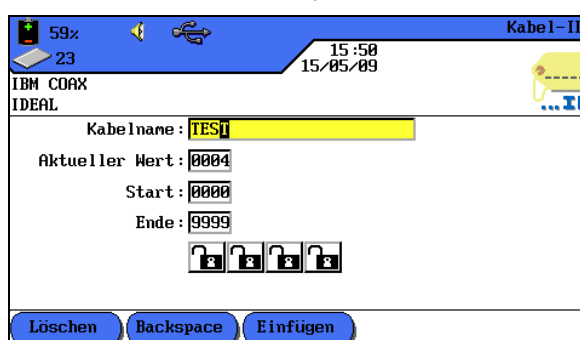 59% Kabel-II
23 15:50
15/05/09
IBM COAX
IDEAL
Kabelname: TEST
Aktueller Wert: 0004
Start: 0000
Ende: 9999
Löschen Backspace Einfügen